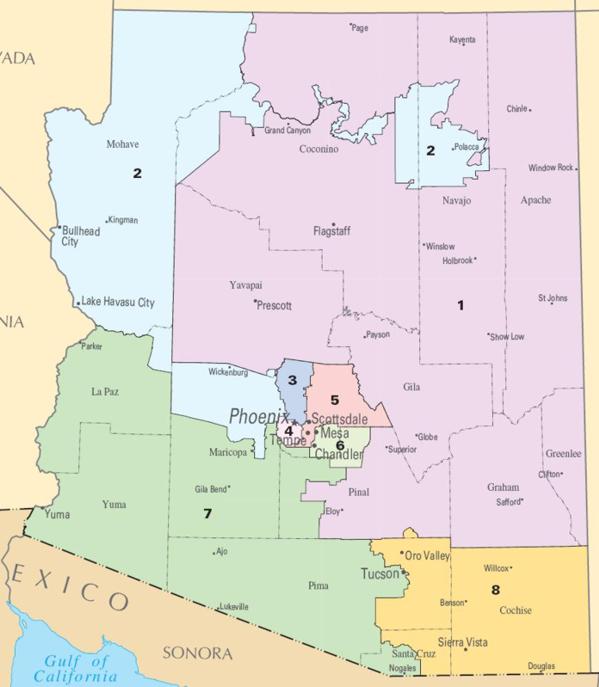 Page
Kayenta
VADA
Chinle
Grand Canyon
Mohave
Coconino
2
Polacca
2
Window Rock
Navajo
Apache
Kingman
Bullhead
City
Flagstaff
Winslow
Holbrook
Yavapai
Prescott
Lake Havasu City
St Johns
1
NIA
Payson
Show Low
Parker
Wickenburg
3
La Paz
Gila
5
Phoenix
Scottsdale
4
Mesa
Tempe
6
Globe
Maricopa
Chandler
Superior
Greenlee
Clifton
Gila Bend
Pinal
Graham
Safford
Yuma
7
Eloy
Yuma
Ajo
Oro Valley
Tucson
Willcox
Pima
8
EXICO
Benson
Cochise
Lukeville
Sierra Vista
SONORA
Santa Cruz
Gulf of
California
Nogales
Douglas